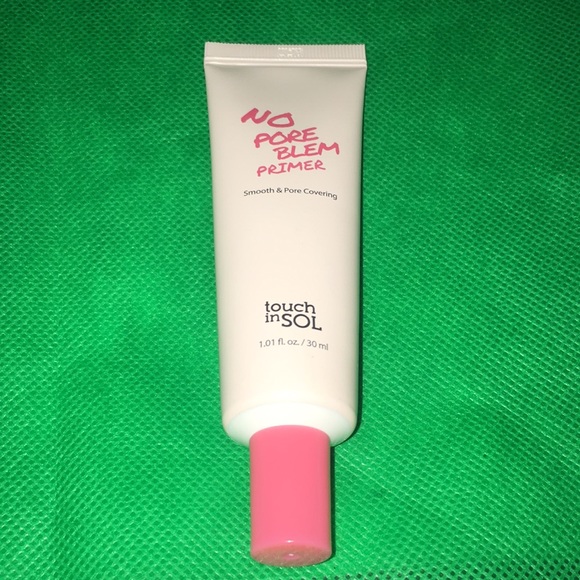 NO
PORE
BLEM
PRIMER
Smooth & Pore Covering
touch
in SOL
1.01 fl. oz. / 30 ml